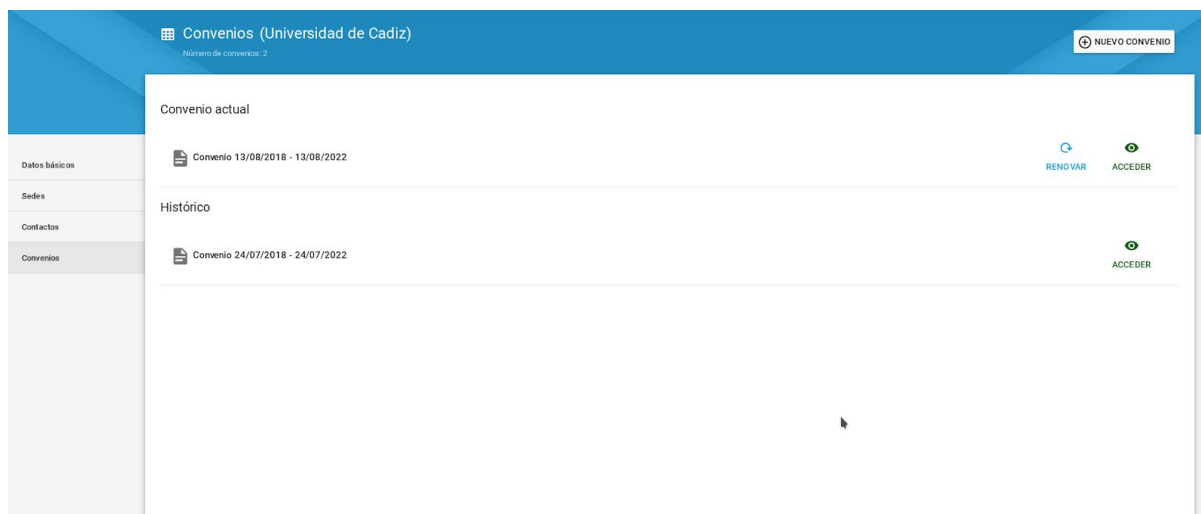 Convenios (Universidad de Cadiz)
Número de convenios: 2
NUEVO CONVENIO
Datos básicos
Sedes
Contactos
Convenios
Convenio actual
Convenio 13/08/2018 - 13/08/2022
RENOVAR
ACCEDER
Histórico
Convenio 24/07/2018 - 24/07/2022
ACCEDER